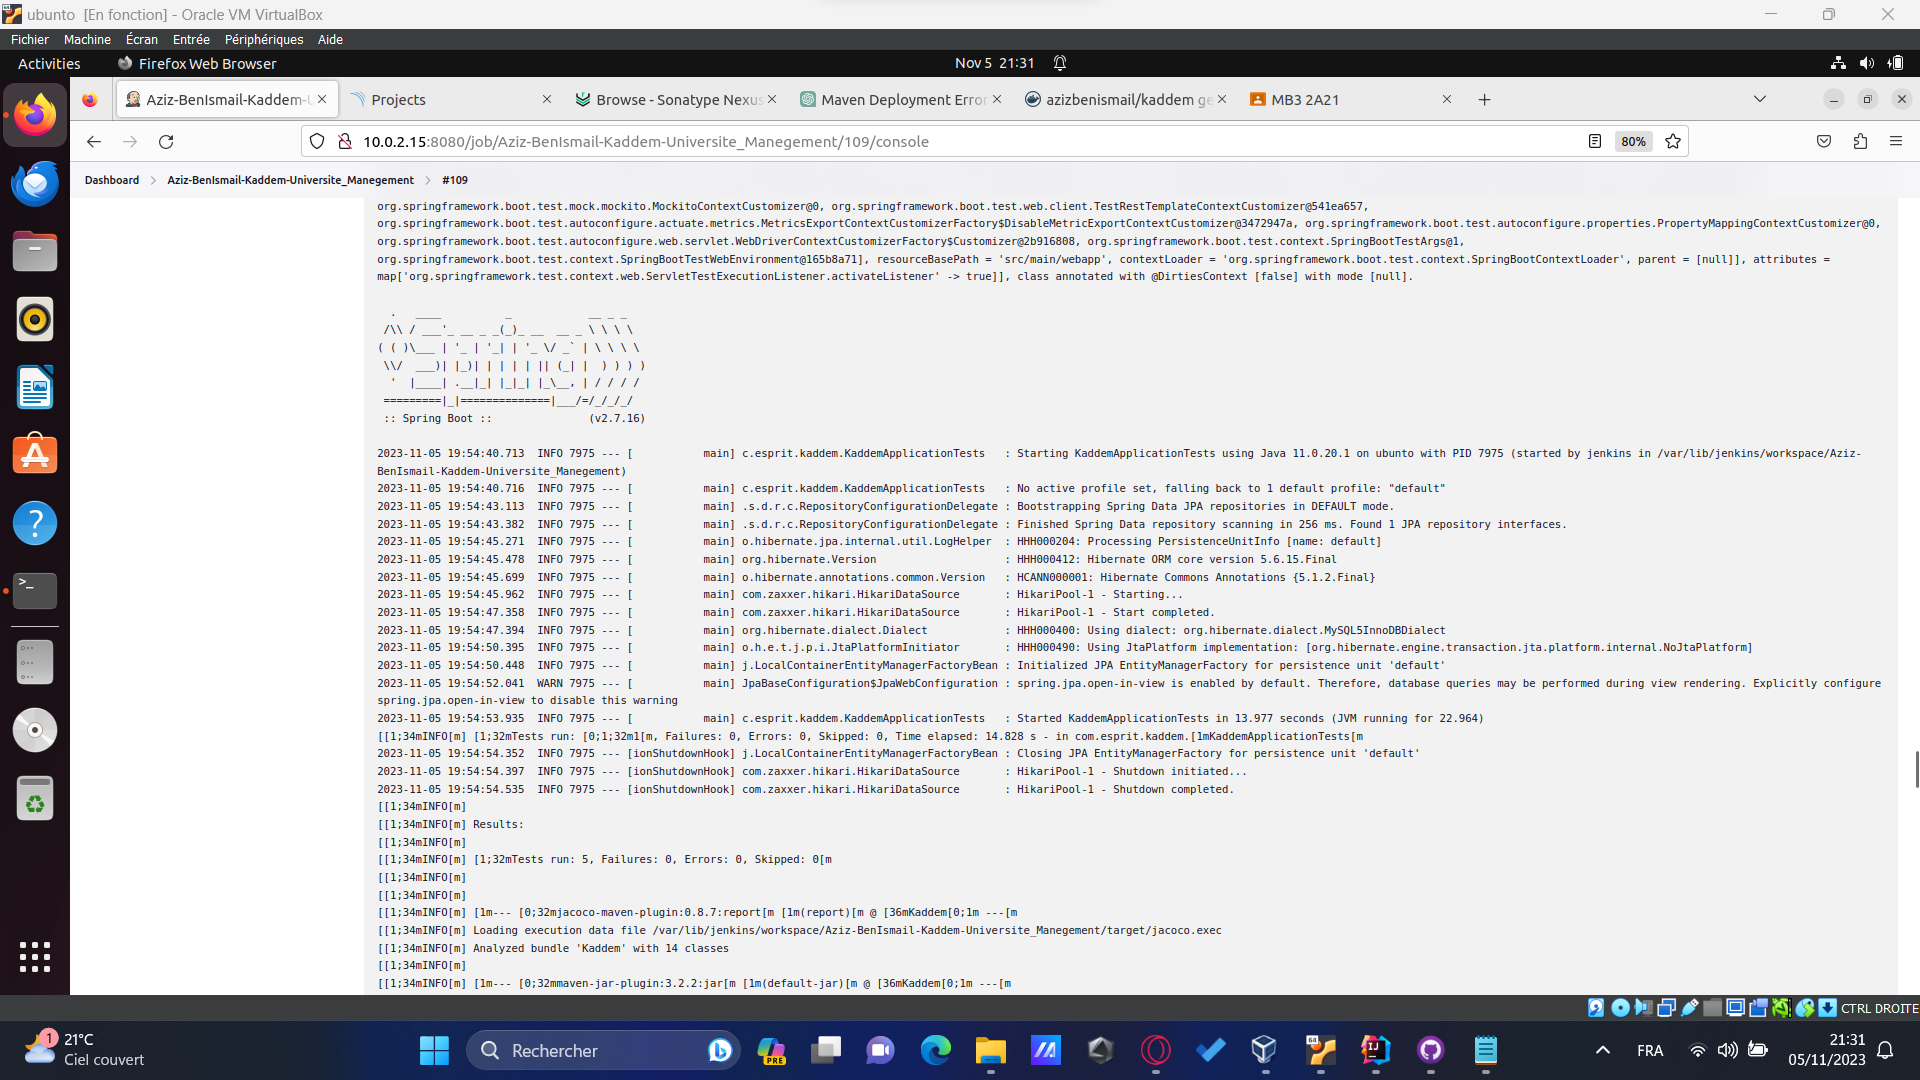 ubunto [En fonction] - Oracle VM VirtualBox
Fichier Machine Écran Entrée Périphériques Aide
Activities Firefox Web Browser Nov 5 21:31
Aziz-BenIsmail-Kaddem-U Projects Browse - Sonatype Nexus Maven Deployment Error azizbenismail/kaddem ge MB3 2A21
10.0.2.15:8080/job/Aziz-BenIsmail-Kaddem-Universite_Manegement/109/console 80%
Dashboard Aziz-BenIsmail-Kaddem-Universite_Manegement #109
org.springframework.boot.test.mock.mockito.MockitoContextCustomizer@0, org.springframework.boot.test.web.client.TestRestTemplateContextCustomizer@541ea657,
org.springframework.boot.test.autoconfigure.actuate.metrics.MetricsExportContextCustomizerFactory$DisableMetricExportContextCustomizer@3472947a, org.springframework.boot.test.autoconfigure.properties.PropertyMappingContextCustomizer@0,
org.springframework.boot.test.autoconfigure.web.servlet.WebDriverContextCustomizerFactory$Customizer@2b916808, org.springframework.boot.test.context.SpringBootTestArgs@1,
org.springframework.boot.test.context.SpringBootTestWebEnvironment@165b8a71], resourceBasePath = 'src/main/webapp', contextLoader = 'org.springframework.boot.test.context.SpringBootContextLoader', parent = [null]], attributes =
map['org.springframework.test.context.web.ServletTestExecutionListener.activateListener' -> true]], class annotated with @DirtiesContext [false] with mode [null].
  .   ____          _            __ _ _
 /\\ / ___'_ __ _ _(_)_ __  __ _ \ \ \ \
( ( )\___ | '_ | '_| | '_ \/ _` | \ \ \ \
 \\/  ___)| |_)| | | | | || (_| |  ) ) ) )
  '  |____| .__|_| |_|_| |_\__, | / / / /
 =========|_|==============|___/=/_/_/_/
 :: Spring Boot ::               (v2.7.16)
2023-11-05 19:54:40.713  INFO 7975 --- [           main] c.esprit.kaddem.KaddemApplicationTests   : Starting KaddemApplicationTests using Java 11.0.20.1 on ubunto with PID 7975 (started by jenkins in /var/lib/jenkins/workspace/Aziz-
BenIsmail-Kaddem-Universite_Manegement)
2023-11-05 19:54:40.716  INFO 7975 --- [           main] c.esprit.kaddem.KaddemApplicationTests   : No active profile set, falling back to 1 default profile: "default"
2023-11-05 19:54:43.113  INFO 7975 --- [           main] .s.d.r.c.RepositoryConfigurationDelegate : Bootstrapping Spring Data JPA repositories in DEFAULT mode.
2023-11-05 19:54:43.382  INFO 7975 --- [           main] .s.d.r.c.RepositoryConfigurationDelegate : Finished Spring Data repository scanning in 256 ms. Found 1 JPA repository interfaces.
2023-11-05 19:54:45.271  INFO 7975 --- [           main] o.hibernate.jpa.internal.util.LogHelper  : HHH000204: Processing PersistenceUnitInfo [name: default]
2023-11-05 19:54:45.478  INFO 7975 --- [           main] org.hibernate.Version                    : HHH000412: Hibernate ORM core version 5.6.15.Final
2023-11-05 19:54:45.699  INFO 7975 --- [           main] o.hibernate.annotations.common.Version   : HCANN000001: Hibernate Commons Annotations {5.1.2.Final}
2023-11-05 19:54:45.962  INFO 7975 --- [           main] com.zaxxer.hikari.HikariDataSource       : HikariPool-1 - Starting...
2023-11-05 19:54:47.358  INFO 7975 --- [           main] com.zaxxer.hikari.HikariDataSource       : HikariPool-1 - Start completed.
2023-11-05 19:54:47.394  INFO 7975 --- [           main] org.hibernate.dialect.Dialect            : HHH000400: Using dialect: org.hibernate.dialect.MySQL5InnoDBDialect
2023-11-05 19:54:50.395  INFO 7975 --- [           main] o.h.e.t.j.p.i.JtaPlatformInitiator       : HHH000490: Using JtaPlatform implementation: [org.hibernate.engine.transaction.jta.platform.internal.NoJtaPlatform]
2023-11-05 19:54:50.448  INFO 7975 --- [           main] j.LocalContainerEntityManagerFactoryBean : Initialized JPA EntityManagerFactory for persistence unit 'default'
2023-11-05 19:54:52.041  WARN 7975 --- [           main] JpaBaseConfiguration$JpaWebConfiguration : spring.jpa.open-in-view is enabled by default. Therefore, database queries may be performed during view rendering. Explicitly configure
spring.jpa.open-in-view to disable this warning
2023-11-05 19:54:53.935  INFO 7975 --- [           main] c.esprit.kaddem.KaddemApplicationTests   : Started KaddemApplicationTests in 13.977 seconds (JVM running for 22.964)
[[1;34mINFO[m] [1;32mTests run: [0;1;32m1[m, Failures: 0, Errors: 0, Skipped: 0, Time elapsed: 14.828 s - in com.esprit.kaddem.[1mKaddemApplicationTests[m
2023-11-05 19:54:54.352  INFO 7975 --- [ionShutdownHook] j.LocalContainerEntityManagerFactoryBean : Closing JPA EntityManagerFactory for persistence unit 'default'
2023-11-05 19:54:54.397  INFO 7975 --- [ionShutdownHook] com.zaxxer.hikari.HikariDataSource       : HikariPool-1 - Shutdown initiated...
2023-11-05 19:54:54.535  INFO 7975 --- [ionShutdownHook] com.zaxxer.hikari.HikariDataSource       : HikariPool-1 - Shutdown completed.
[[1;34mINFO[m]
[[1;34mINFO[m] Results:
[[1;34mINFO[m]
[[1;34mINFO[m] [1;32mTests run: 5, Failures: 0, Errors: 0, Skipped: 0[m
[[1;34mINFO[m]
[[1;34mINFO[m]
[[1;34mINFO[m] [1m--- [0;32mjacoco-maven-plugin:0.8.7:report[m [1m(report)[m @ [36mKaddem[0;1m ---[m
[[1;34mINFO[m] Loading execution data file /var/lib/jenkins/workspace/Aziz-BenIsmail-Kaddem-Universite_Manegement/target/jacoco.exec
[[1;34mINFO[m] Analyzed bundle 'Kaddem' with 14 classes
[[1;34mINFO[m]
[[1;34mINFO[m] [1m--- [0;32mmaven-jar-plugin:3.2.2:jar[m [1m(default-jar)[m @ [36mKaddem[0;1m ---[m
CTRL DROITE
1 21°C
Ciel couvert
Rechercher
PRE
FRA
21:31
05/11/2023